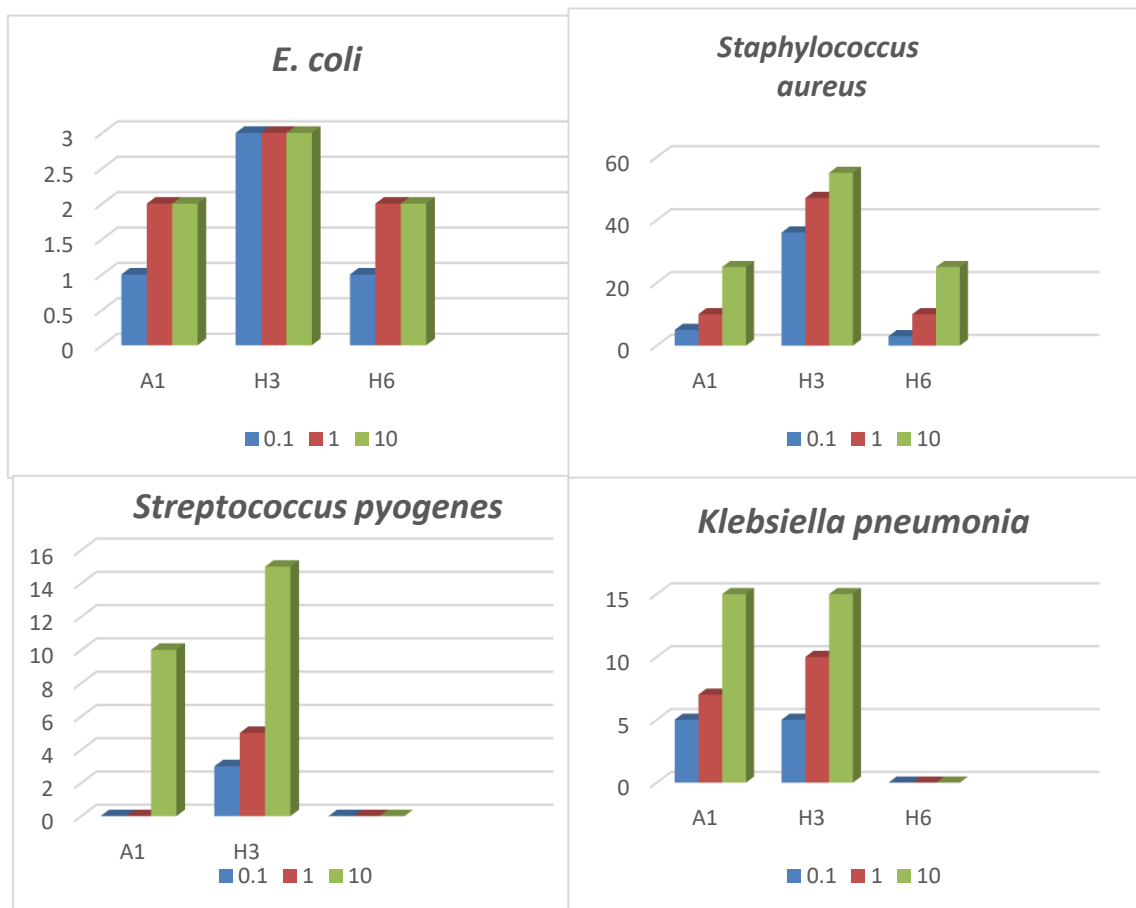 E. coli
3
2.5
2
1.5
1
0.5
0
A1 H3 H6
0.1 1 10
Staphylococcus
aureus
60
40
20
0
A1 H3 H6
0.1 1 10
Streptococcus pyogenes
16
14
12
10
8
6
4
2
0
A1 H3
0.1 1 10
Klebsiella pneumonia
15
10
5
0
A1 H3 H6
0.1 1 10